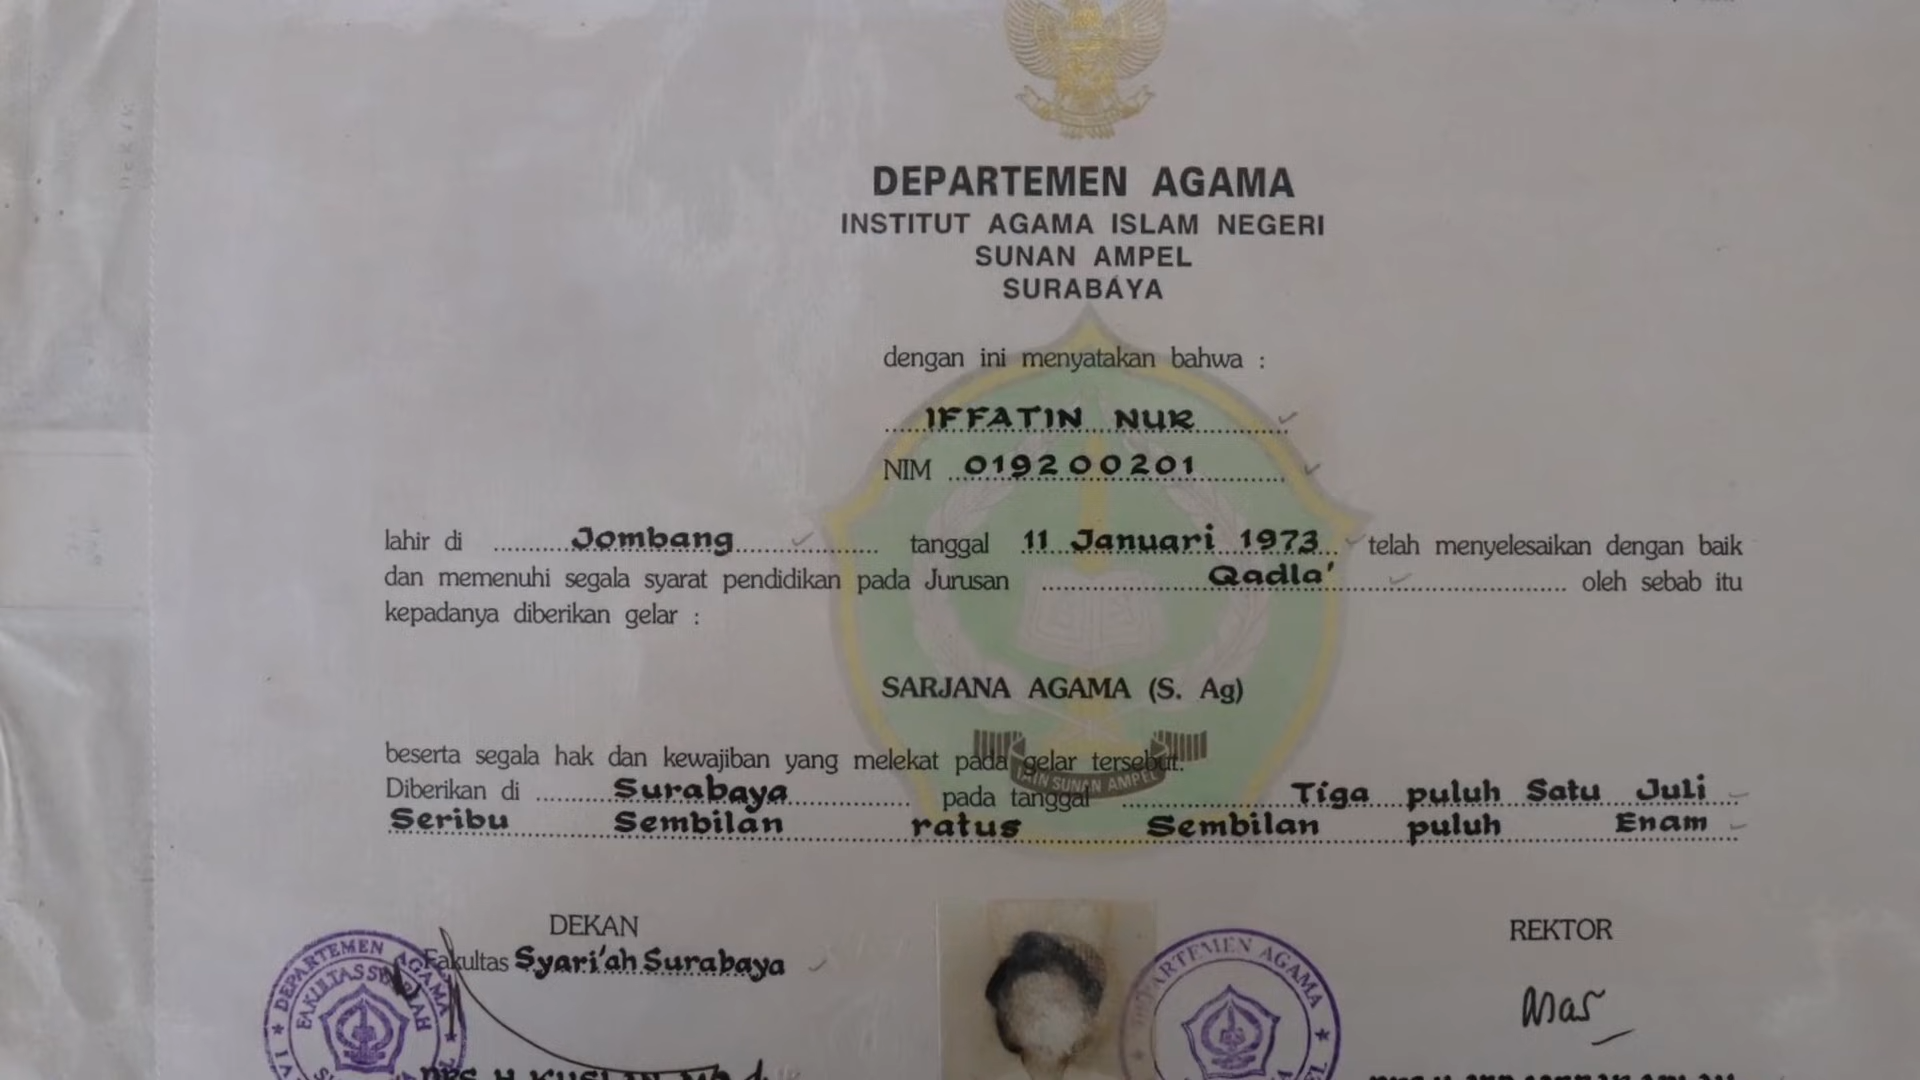 DEPARTEMEN AGAMA
INSTITUT AGAMA ISLAM NEGERI
SUNAN AMPEL
SURABAYA
dengan ini menyatakan bahwa :
IFFATIN NUR
NIM 019200201
lahir di Jombang tanggal 11 Januari 1973 telah menyelesaikan dengan baik
dan memenuhi segala syarat pendidikan pada Jurusan Qadla' oleh sebab itu
kepadanya diberikan gelar :
SARJANA AGAMA (S. Ag)
beserta segala hak dan kewajiban yang melekat pada gelar tersebut.
IAIN SUNAN AMPEL
Diberikan di Surabaya pada tanggal Tiga puluh Satu Juli
Seribu Sembilan ratus Sembilan puluh Enam
DEKAN
REKTOR
Fakultas Syari'ah Surabaya
DEPARTEMEN AGAMA
DEPARTEMEN AGAMA